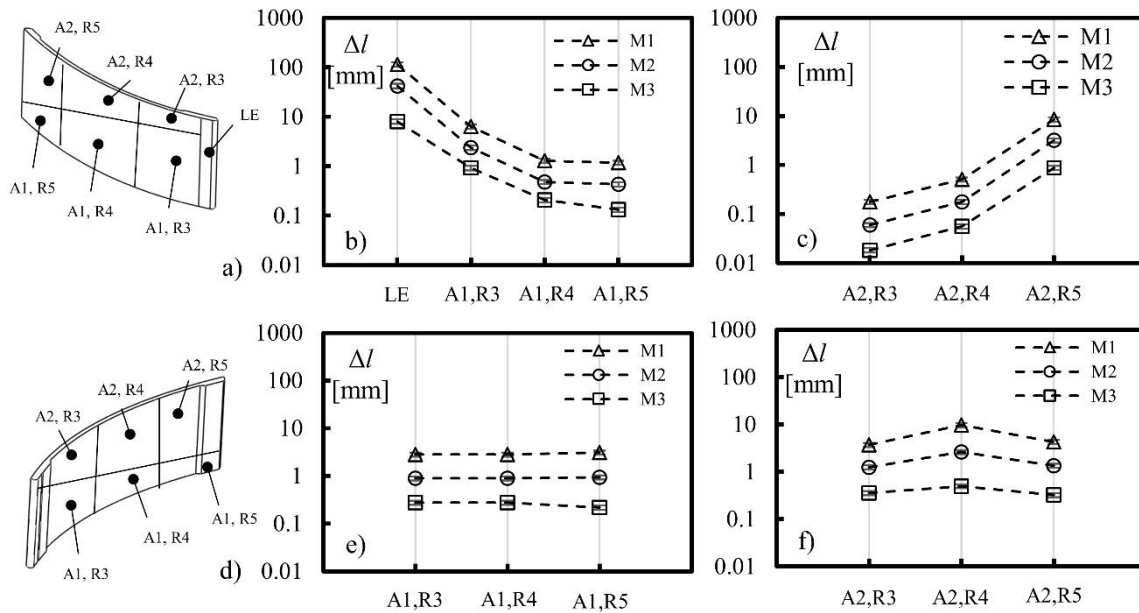 A2, R5
A2, R4
A2, R3
LE
A1, R5
A1, R4
A1, R3
a)
1000
100
10
1
0.1
0.01
Δl
[mm]
M1
M2
M3
b)
LE A1,R3 A1,R4 A1,R5
1000
100
10
1
0.1
0.01
Δl
[mm]
M1
M2
M3
c)
A2,R3 A2,R4 A2,R5
A2, R5
A2, R4
A2, R3
A1, R5
A1, R4
A1, R3
d)
1000
100
10
1
0.1
0.01
Δl
[mm]
M1
M2
M3
e)
A1,R3 A1,R4 A1,R5
1000
100
10
1
0.1
0.01
Δl
[mm]
M1
M2
M3
f)
A2,R3 A2,R4 A2,R5